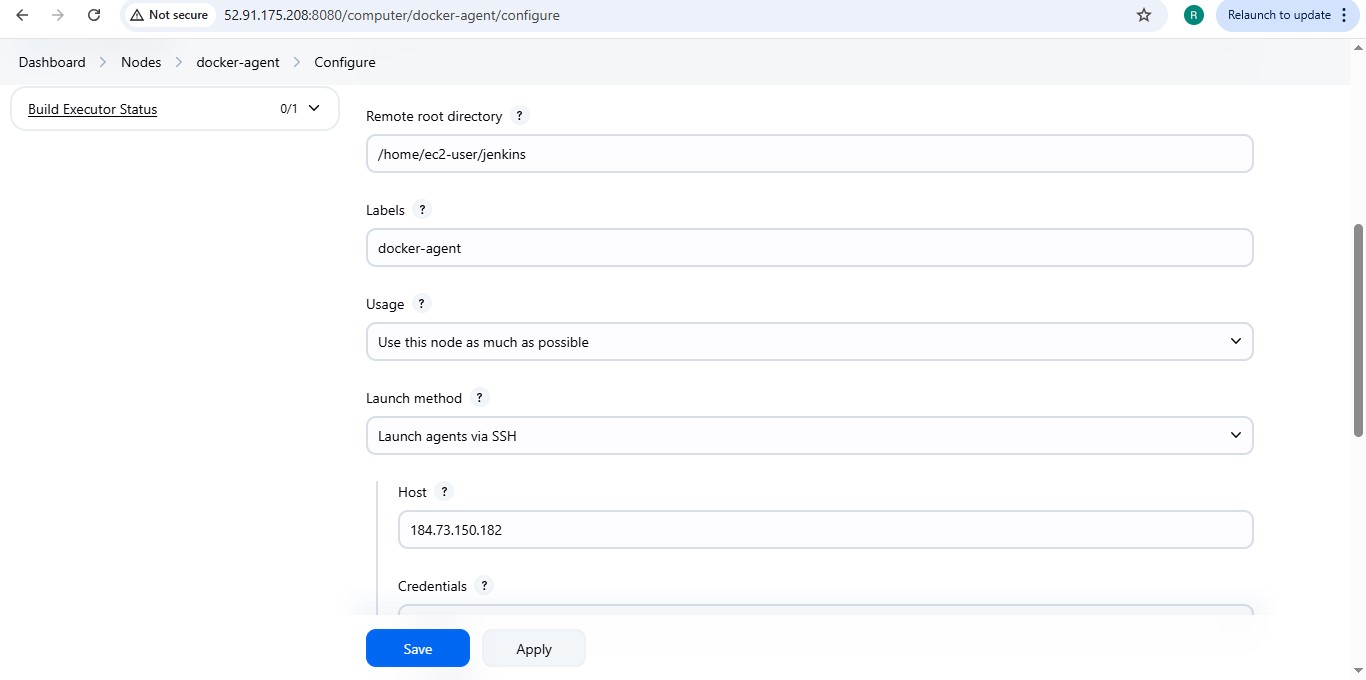 Not secure
52.91.175.208:8080/computer/docker-agent/configure
R
Relaunch to update
Dashboard > Nodes > docker-agent > Configure
Build Executor Status 0/1
Remote root directory ?
/home/ec2-user/jenkins
Labels ?
docker-agent
Usage ?
Use this node as much as possible
Launch method ?
Launch agents via SSH
Host ?
184.73.150.182
Credentials ?
Save
Apply